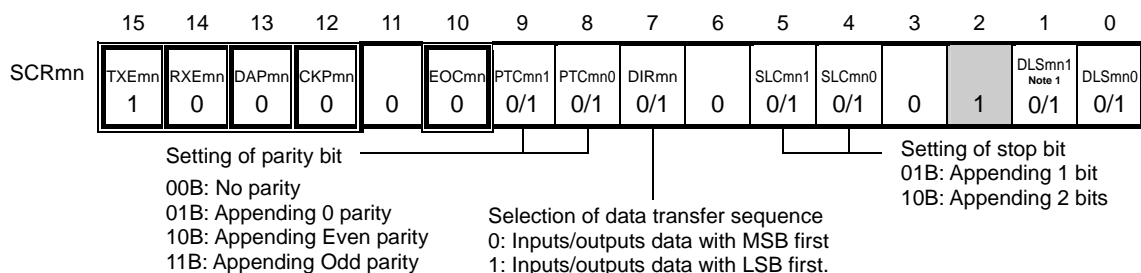 15 14 13 12 11 10 9 8 7 6 5 4 3 2 1 0
SCRmn
TXEmn RXEmn DAPmn CKPmn EOCmn PTCmn1 PTCmn0 DIRmn SLCmn1 SLCmn0 DLSmn1 DLSmn0
Note 1
1 0 0 0 0 0 0/1 0/1 0/1 0 0/1 0/1 0 1 0/1 0/1
Setting of parity bit
00B: No parity
01B: Appending 0 parity
10B: Appending Even parity
11B: Appending Odd parity
Selection of data transfer sequence
0: Inputs/outputs data with MSB first
1: Inputs/outputs data with LSB first.
Setting of stop bit
01B: Appending 1 bit
10B: Appending 2 bits